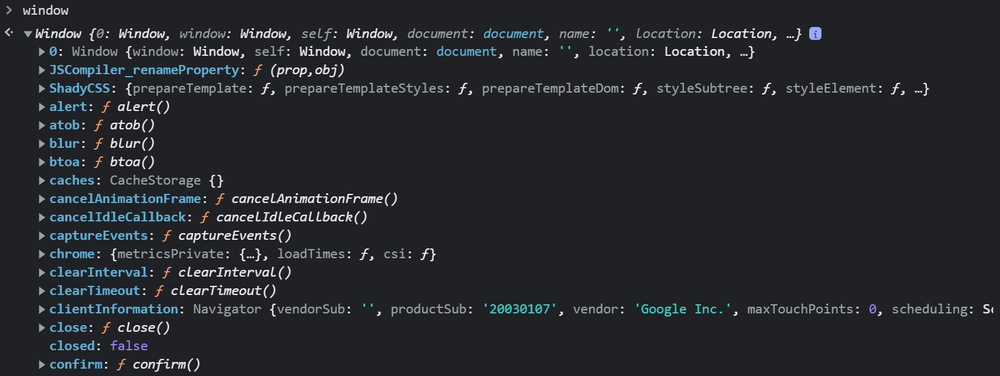 > window
Window {0: Window, window: Window, self: Window, document: document, name: '', location: Location, …} i
0: Window {window: Window, self: Window, document: document, name: '', location: Location, …}
JSCompiler_renameProperty: ƒ (prop,obj)
ShadyCSS: {prepareTemplate: ƒ, prepareTemplateStyles: ƒ, prepareTemplateDom: ƒ, styleSubtree: ƒ, styleElement: ƒ, …}
alert: ƒ alert()
atob: ƒ atob()
blur: ƒ blur()
btoa: ƒ btoa()
caches: CacheStorage {}
cancelAnimationFrame: ƒ cancelAnimationFrame()
cancelIdleCallback: ƒ cancelIdleCallback()
captureEvents: ƒ captureEvents()
chrome: {metricsPrivate: {…}, loadTimes: ƒ, csi: ƒ}
clearInterval: ƒ clearInterval()
clearTimeout: ƒ clearTimeout()
clientInformation: Navigator {vendorSub: '', productSub: '20030107', vendor: 'Google Inc.', maxTouchPoints: 0, scheduling:
close: ƒ close()
closed: false
confirm: ƒ confirm()